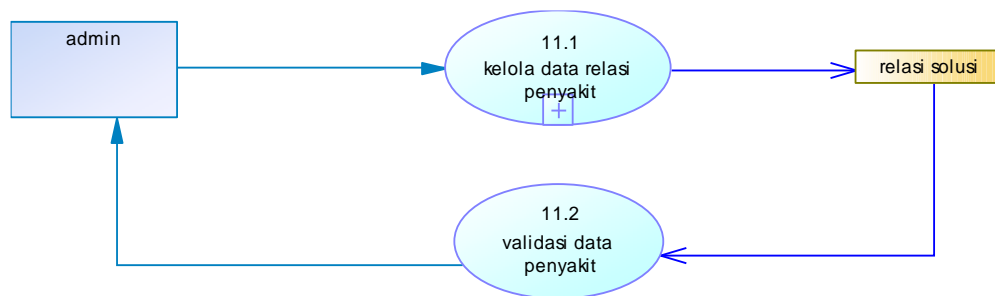 admin
11.1
kelola data relasi
penyakit
relasi solusi
11.2
validasi data
penyakit